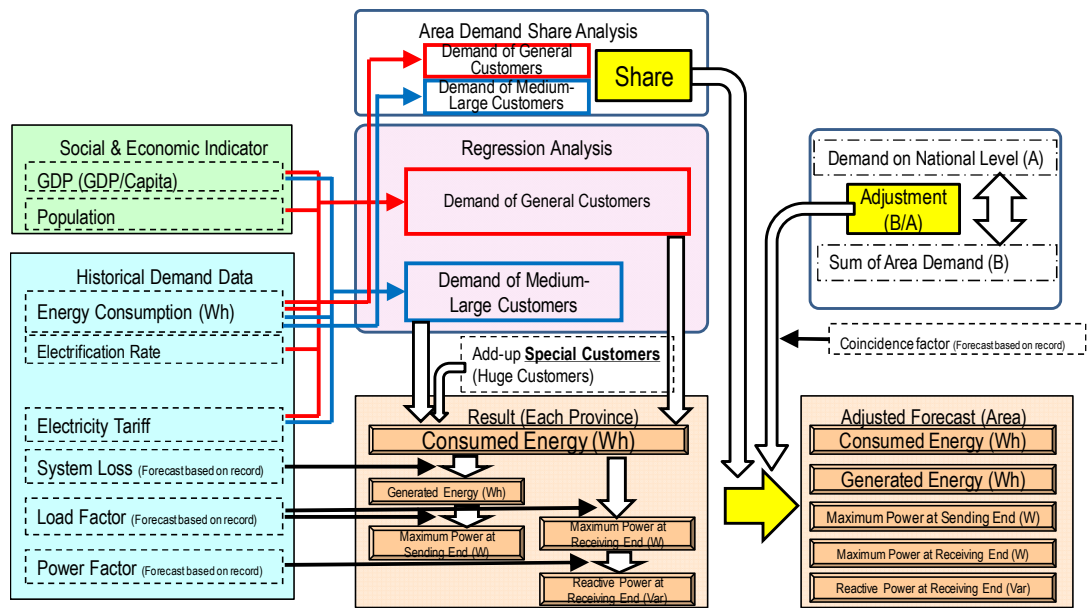 Area Demand Share Analysis
Demand of General
Customers
Demand of Medium-
Large Customers
Share
Social & Economic Indicator
GDP (GDP/Capita)
Population
Regression Analysis
Demand of General Customers
Demand of Medium-
Large Customers
Demand on National Level (A)
Adjustment
(B/A)
Sum of Area Demand (B)
Historical Demand Data
Energy Consumption (Wh)
Electrification Rate
Electricity Tariff
System Loss (Forecast based on record)
Load Factor (Forecast based on record)
Power Factor (Forecast based on record)
Add-up Special Customers
(Huge Customers)
Coincidence factor (Forecast based on record)
Result (Each Province)
Consumed Energy (Wh)
Generated Energy (Wh)
Maximum Power at
Sending End (W)
Maximum Power at
Receiving End (W)
Reactive Power at
Receiving End (Var)
Adjusted Forecast (Area)
Consumed Energy (Wh)
Generated Energy (Wh)
Maximum Power at Sending End (W)
Maximum Power at Receiving End (W)
Reactive Power at Receiving End (Var)